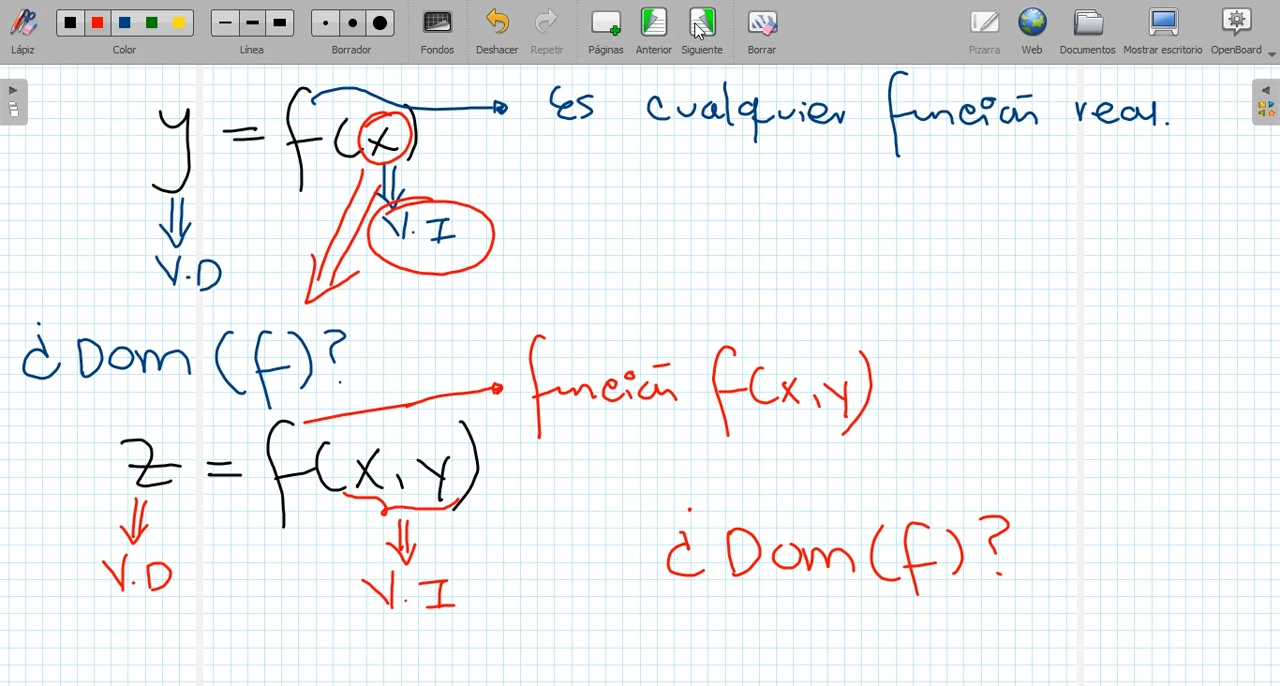 Lápiz Color Línea Borrador Fondos Deshacer Repetir Páginas Anterior Siguiente Borrar Pizarra Web Documentos Mostrar escritorio OpenBoard
y = f(x) → Es cualquier función real.
V.I
V.D
¿Dom (f)?
función f(x,y)
z = f(x,y)
¿Dom(f)?
V.D
V.I